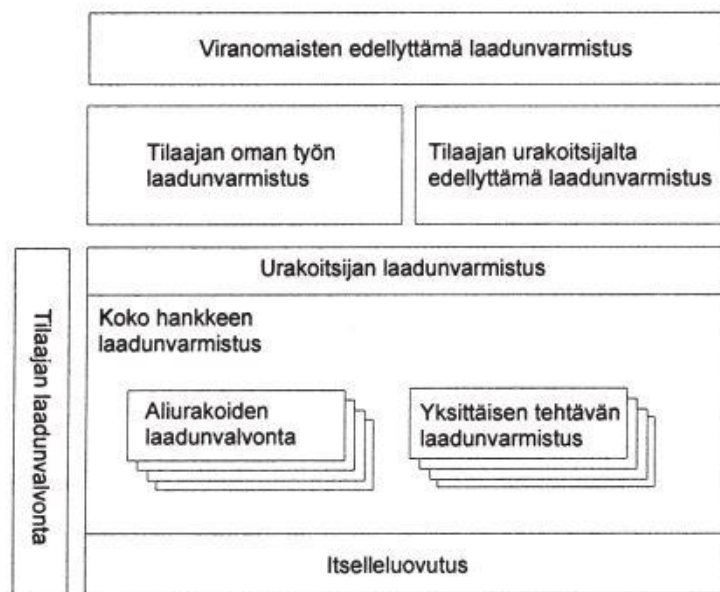 Viranomaisten edellyttämä laadunvarmistus
Tilaajan oman työn
laadunvarmistus
Tilaajan urakoitsijalta
edellyttämä laadunvarmistus
Tilaajan laadunvalvonta
Urakoitsijan laadunvarmistus
Koko hankkeen
laadunvarmistus
Aliurakoiden
laadunvalvonta
Yksittäisen tehtävän
laadunvarmistus
Itselleluovutus